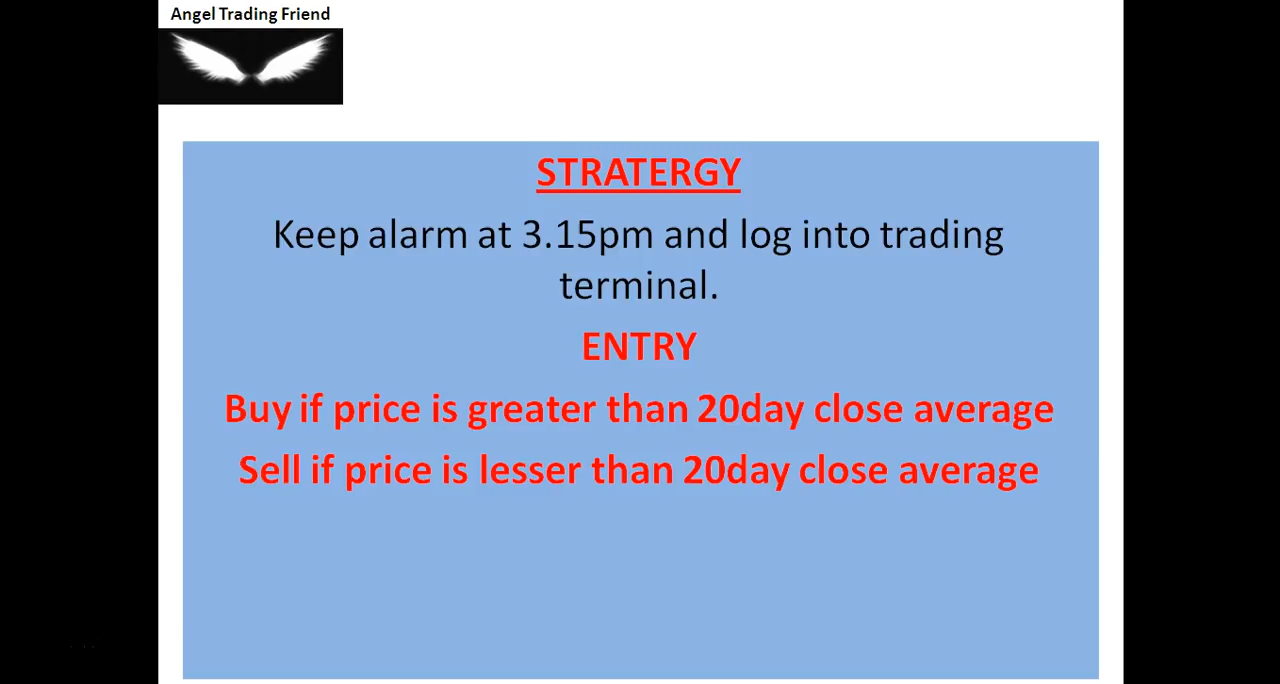 Angel Trading Friend
STRATERGY
Keep alarm at 3.15pm and log into trading
terminal.
ENTRY
Buy if price is greater than 20day close average
Sell if price is lesser than 20day close average